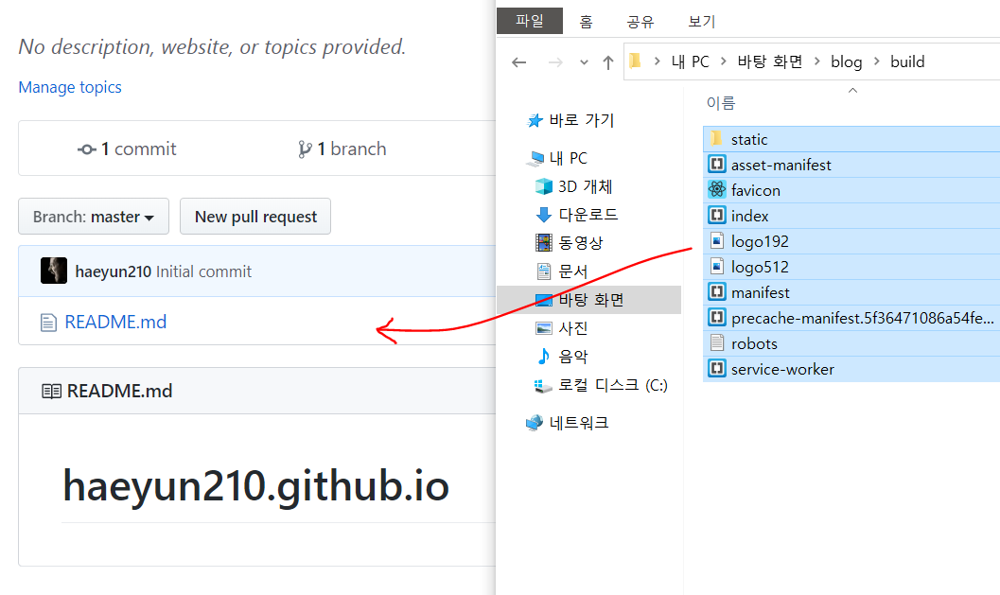 No description, website, or topics provided.
Manage topics
1 commit
1 branch
Branch: master
New pull request
haeyun210 Initial commit
README.md
README.md
haeyun210.github.io
파일 홈 공유 보기
내 PC > 바탕 화면 > blog > build
바로 가기
내 PC
3D 개체
다운로드
동영상
문서
바탕 화면
사진
음악
로컬 디스크 (C:)
네트워크
이름
static
asset-manifest
favicon
index
logo192
logo512
manifest
precache-manifest.5f36471086a54fe...
robots
service-worker